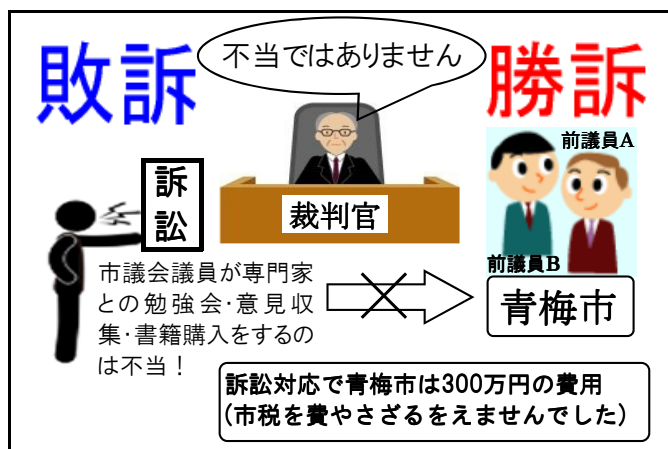 敗訴
不当ではありません
勝訴
前議員A
訴
訟
裁判官
前議員B
市議会議員が専門家
との勉強会･意見収
集･書籍購入をするの
は不当！
青梅市
訴訟対応で青梅市は300万円の費用
(市税を費やさざるをえませんでした)